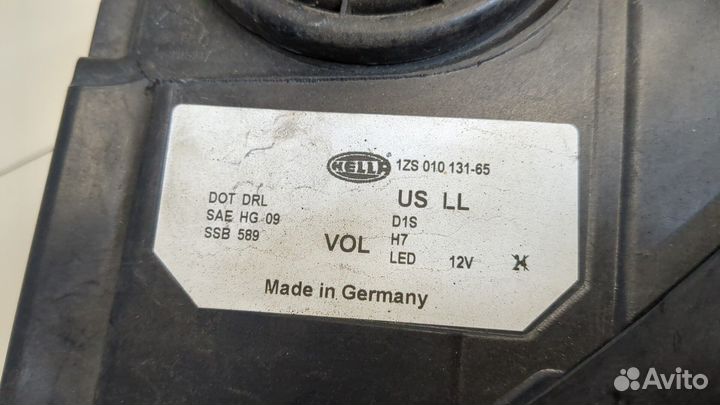 HELLA 1ZS 010 131-65
DOT DRL
SAE HG 09
SSB 589
VOL
US LL
D1S
H7
LED 12V
Made in Germany
Avito